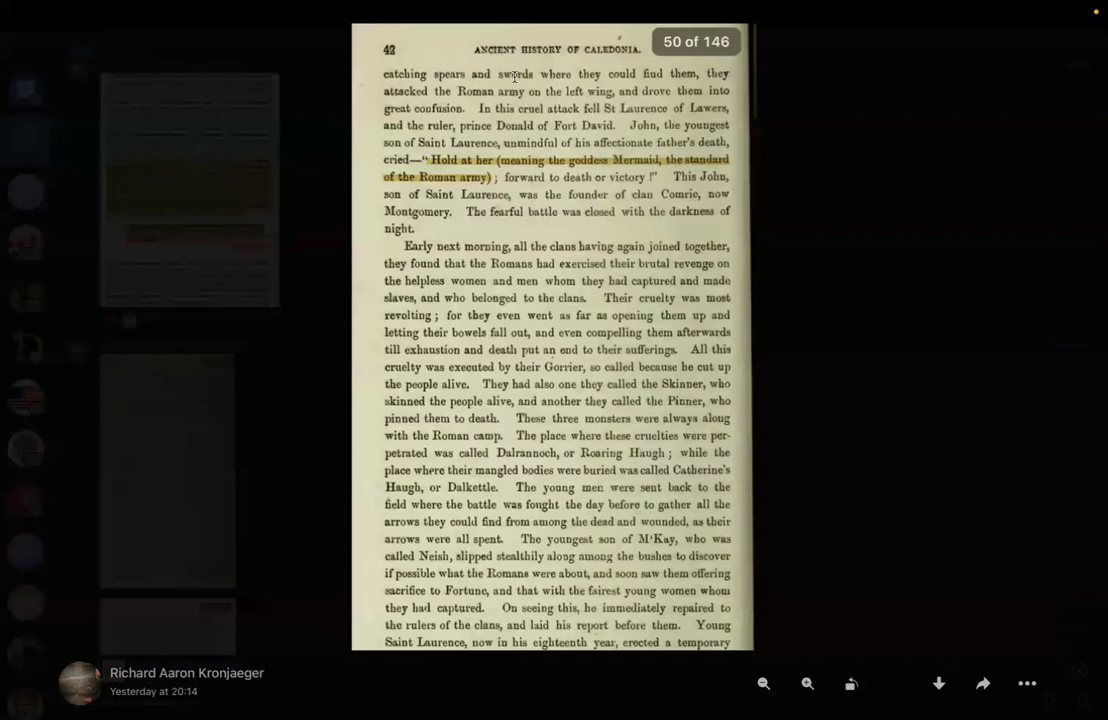 50 of 146
42 ANCIENT HISTORY OF CALEDONIA.
catching spears and swords where they could find them, they
attacked the Roman army on the left wing, and drove them into
great confusion. In this cruel attack fell St Laurence of Lawers,
and the ruler, prince Donald of Fort David. John, the youngest
son of Saint Laurence, unmindful of his affectionate father's death,
cried—" Hold at her (meaning the goddess Mermaid, the standard
of the Roman army) ; forward to death or victory !" This John,
son of Saint Laurence, was the founder of clan Comrie, now
Montgomery. The fearful battle was closed with the darkness of
night.
Early next morning, all the clans having again joined together,
they found that the Romans had exercised their brutal revenge on
the helpless women and men whom they had captured and made
slaves, and who belonged to the clans. Their cruelty was most
revolting ; for they even went as far as opening them up and
letting their bowels fall out, and even compelling them afterwards
till exhaustion and death put an end to their sufferings. All this
cruelty was executed by their Gorrier, so called because he cut up
the people alive. They had also one they called the Skinner, who
skinned the people alive, and another they called the Pinner, who
pinned them to death. These three monsters were always along
with the Roman camp. The place where these cruelties were per-
petrated was called Dalrannoch, or Roaring Haugh ; while the
place where their mangled bodies were buried was called Catherine's
Haugh, or Dalkettle. The young men were sent back to the
field where the battle was fought the day before to gather all the
arrows they could find from among the dead and wounded, as their
arrows were all spent. The youngest son of M'Kay, who was
called Neish, slipped stealthily along among the bushes to discover
if possible what the Romans were about, and soon saw them offering
sacrifice to Fortune, and that with the fairest young women whom
they had captured. On seeing this, he immediately repaired to
the rulers of the clans, and laid his report before them. Young
Saint Laurence, now in his eighteenth year, erected a temporary
Richard Aaron Kronjaeger
Yesterday at 20:14